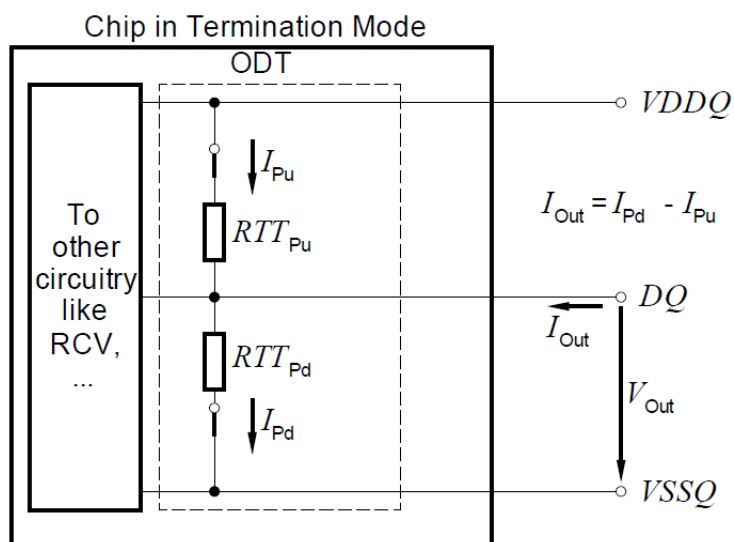 Chip in Termination Mode
ODT
VDDQ
I_Pu
To
other
circuitry
like
RCV,
...
RTT_Pu
I_Out = I_Pd - I_Pu
DQ
I_Out
RTT_Pd
V_Out
I_Pd
VSSQ